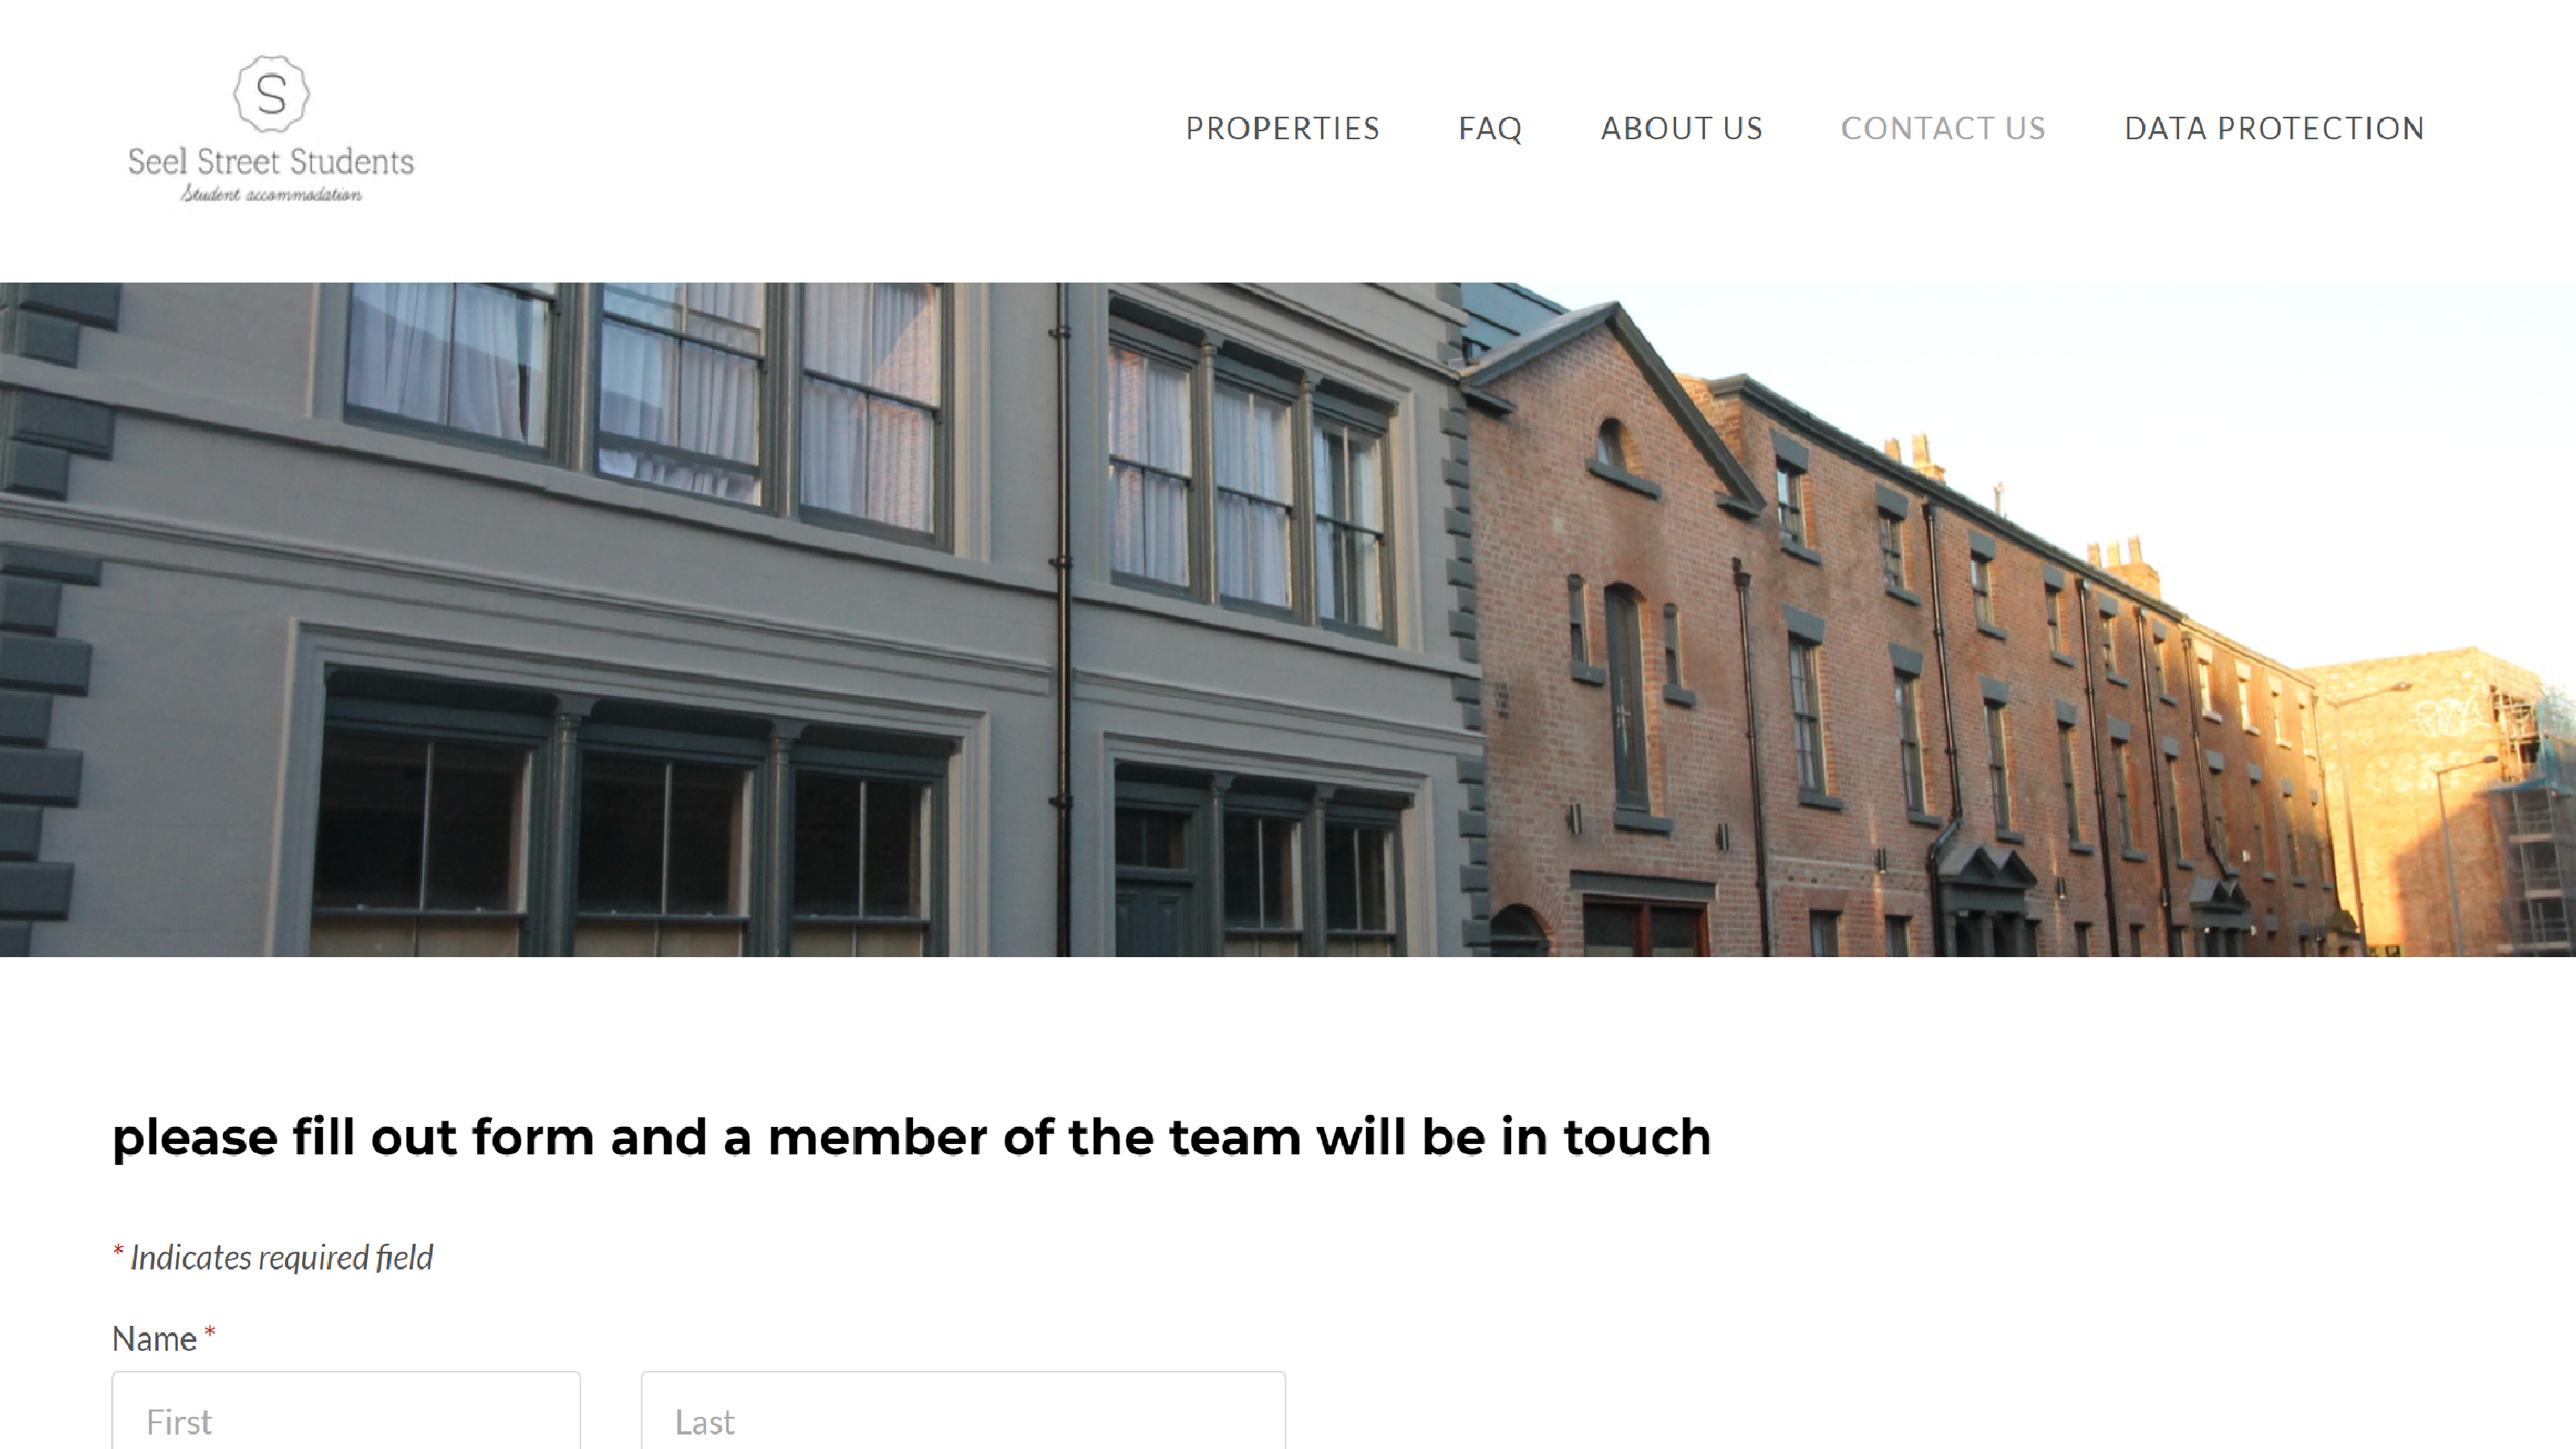 S
Seel Street Students
Student accommodation
PROPERTIES FAQ ABOUT US CONTACT US DATA PROTECTION
please fill out form and a member of the team will be in touch
* Indicates required field
Name *
First Last